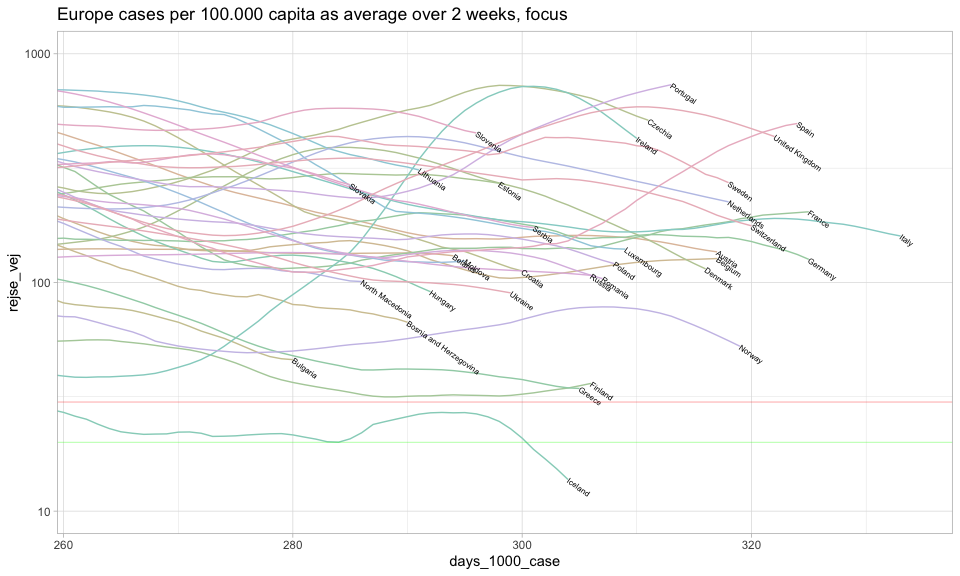 Europe cases per 100.000 capita as average over 2 weeks, focus
1000
Portugal
Czechia
Spain
Slovenia
Ireland
United Kingdom
Lithuania
Slovakia
Estonia
Sweden
Netherlands
France
Serbia
Switzerland
Italy
Luxembourg
Austria
Belgium
Belarus
Moldova
Poland
Germany
rejse_vej
100
Croatia
Russia
Romania
Denmark
North Macedonia
Hungary
Ukraine
Bosnia and Herzegovina
Norway
Bulgaria
Finland
Greece
Iceland
10
260
280
300
320
days_1000_case